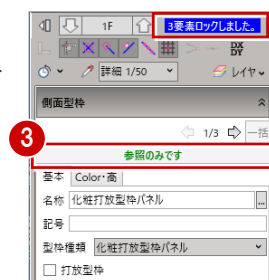 1F 3要素ロックしました。
DX
DY
詳細 1/50 レイヤ
側面型枠
1/3 一括
3
参照のみです
基本 Color·高
名称 化粧打放型枠パネル ...
記号
型枠種類 化粧打放型枠パネル
打放型枠